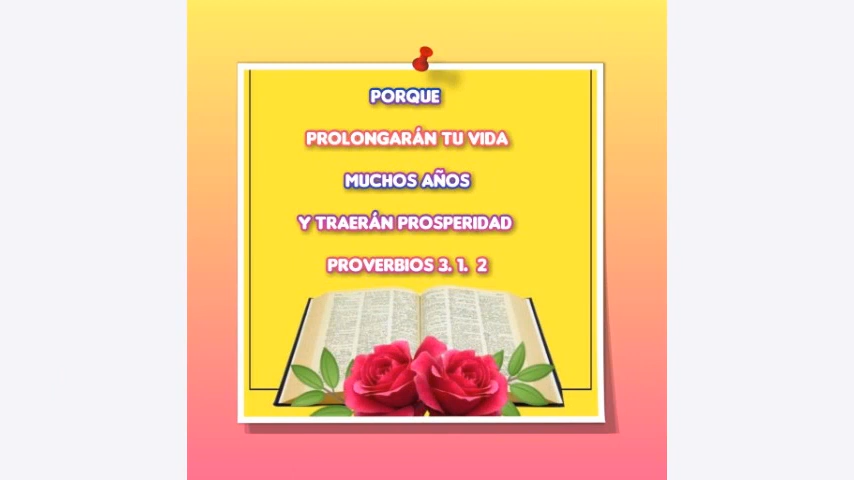 PORQUE
PROLONGARÁN TU VIDA
MUCHOS AÑOS
Y TRAERÁN PROSPERIDAD
PROVERBIOS 3. 1.  2